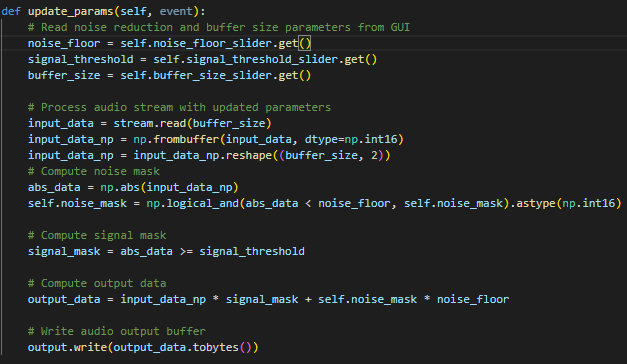 def update_params(self, event):
    # Read noise reduction and buffer size parameters from GUI
    noise_floor = self.noise_floor_slider.get()
    signal_threshold = self.signal_threshold_slider.get()
    buffer_size = self.buffer_size_slider.get()

    # Process audio stream with updated parameters
    input_data = stream.read(buffer_size)
    input_data_np = np.frombuffer(input_data, dtype=np.int16)
    input_data_np = input_data_np.reshape((buffer_size, 2))
    # Compute noise mask
    abs_data = np.abs(input_data_np)
    self.noise_mask = np.logical_and(abs_data < noise_floor, self.noise_mask).astype(np.int16)

    # Compute signal mask
    signal_mask = abs_data >= signal_threshold

    # Compute output data
    output_data = input_data_np * signal_mask + self.noise_mask * noise_floor

    # Write audio output buffer
    output.write(output_data.tobytes())